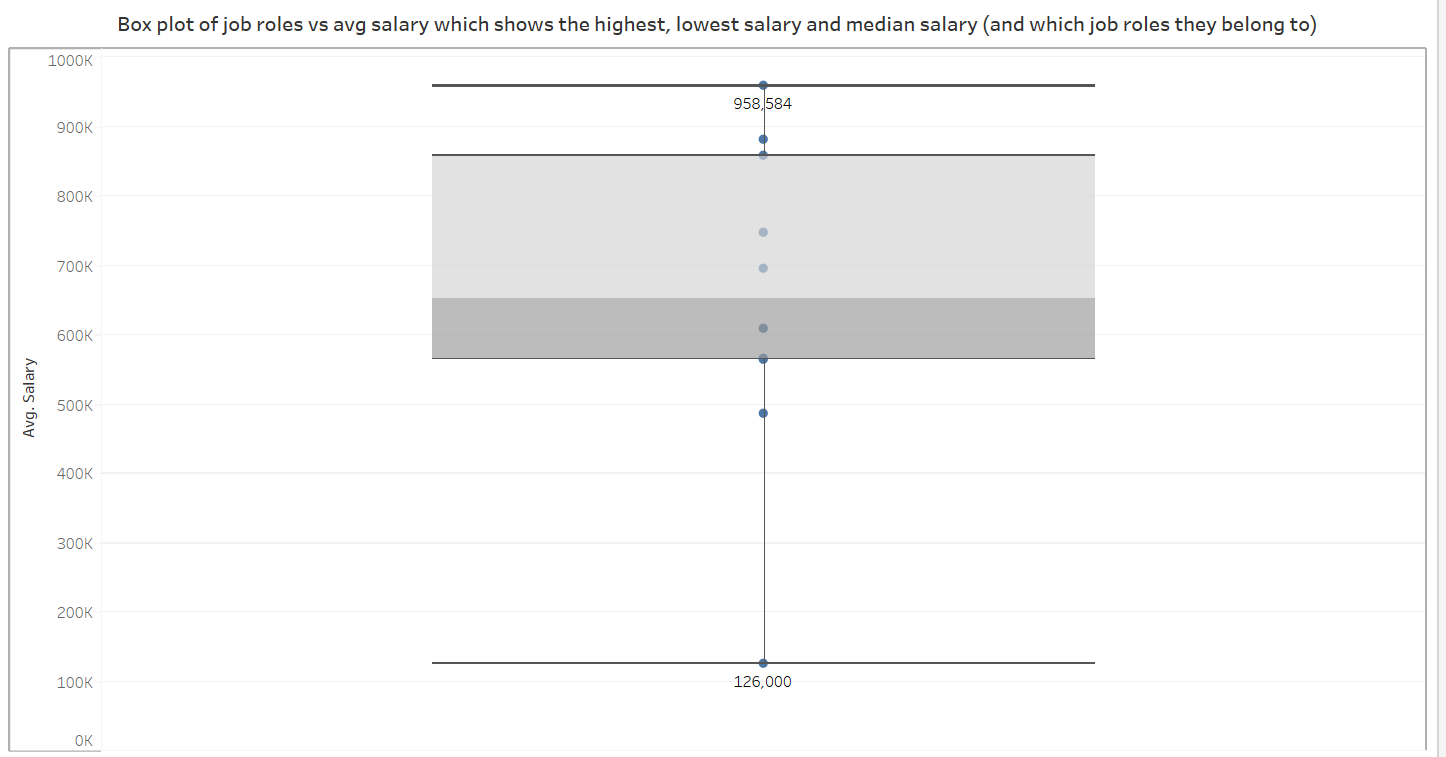 Box plot of job roles vs avg salary which shows the highest, lowest salary and median salary (and which job roles they belong to)
1000K
958,584
900K
800K
700K
600K
Avg. Salary
500K
400K
300K
200K
126,000
100K
0K